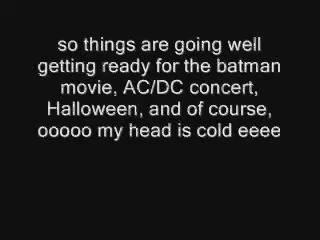 so things are going well
getting ready for the batman
movie, AC/DC concert,
Halloween, and of course,
ooooo my head is cold eeee